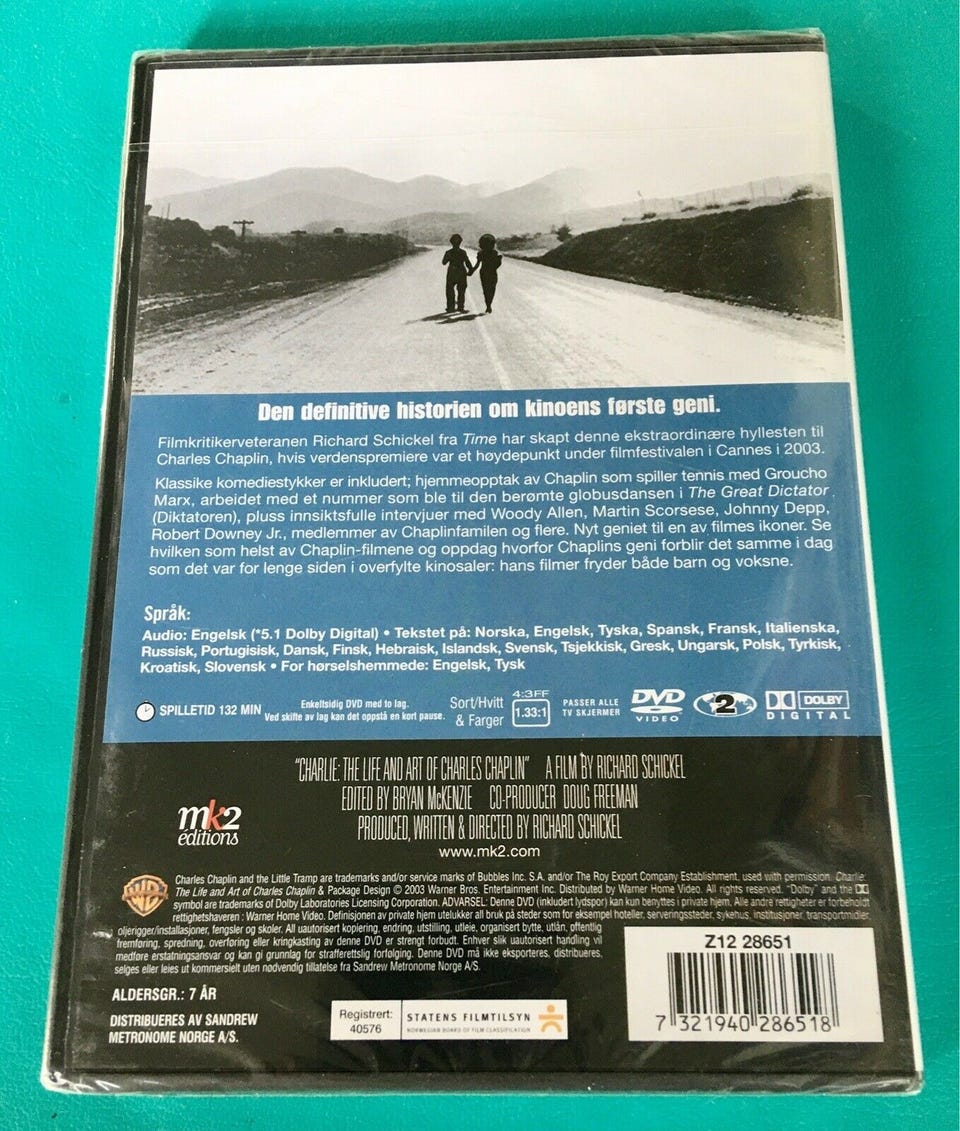 Den definitive historien om kinoens første geni.
Filmkritikerveteranen Richard Schickel fra Time har skapt denne ekstraordinære hyllesten til
Charles Chaplin, hvis verdenspremiere var et høydepunkt under filmfestivalen i Cannes i 2003.
Klassike komediestykker er inkludert; hjemmeopptak av Chaplin som spiller tennis med Groucho
Marx, arbeidet med et nummer som ble til den berømte globusdansen i The Great Dictator
(Diktatoren), pluss innsiktsfulle intervjuer med Woody Allen, Martin Scorsese, Johnny Depp,
Robert Downey Jr., medlemmer av Chaplinfamilen og flere. Nyt geniet til en av filmes ikoner. Se
hvilken som helst av Chaplin-filmene og oppdag hvorfor Chaplins geni forblir det samme i dag
som det var for lenge siden i overfylte kinosaler: hans filmer fryder både barn og voksne.
Språk:
Audio: Engelsk (*5.1 Dolby Digital) • Tekstet på: Norska, Engelsk, Tyska, Spansk, Fransk, Italienska,
Russisk, Portugisisk, Dansk, Finsk, Hebraisk, Islandsk, Svensk, Tsjekkisk, Gresk, Ungarsk, Polsk, Tyrkisk,
Kroatisk, Slovensk • For hørselshemmede: Engelsk, Tysk
SPILLETID 132 MIN
Enkeltsidig DVD med to lag.
Ved skifte av lag kan det oppstå en kort pause.
Sort/Hvitt
& Farger
4:3FF
1.33:1
PASSER ALLE
TV SKJERMER
DVD
VIDEO
2
DOLBY
DIGITAL
"CHARLIE: THE LIFE AND ART OF CHARLES CHAPLIN" A FILM BY RICHARD SCHICKEL
EDITED BY BRYAN McKENZIE CO-PRODUCER DOUG FREEMAN
PRODUCED, WRITTEN & DIRECTED BY RICHARD SCHICKEL
www.mk2.com
mk2
éditions
WB
Charles Chaplin and the Little Tramp are trademarks and/or service marks of Bubbles Inc. S.A. and/or The Roy Export Company Establishment, used with permission. Charlie:
The Life and Art of Charles Chaplin & Package Design © 2003 Warner Bros. Entertainment Inc. Distributed by Warner Home Video. All rights reserved. "Dolby" and the
symbol are trademarks of Dolby Laboratories Licensing Corporation. ADVARSEL: Denne DVD (inkludert lydspor) kan kun benyttes i private hjem. Alle andre rettigheter er forbeholdt
rettighetshaveren : Warner Home Video. Definisjonen av private hjem utelukker all bruk på steder som for eksempel hoteller, serveringssteder, sykehus, institusjoner, transportmidler,
oljerigger/installasjoner, fengsler og skoler. All uautorisert kopiering, endring, utstilling, utleie, organisert bytte, utlån, offentlig
fremføring, spredning, overføring eller kringkasting av denne DVD er strengt forbudt. Enhver slik uautorisert handling vil
medføre erstatningsansvar og kan gi grunnlag for strafferettslig forfølging. Denne DVD må ikke eksporteres, distribueres,
selges eller leies ut kommersielt uten nødvendig tillatelse fra Sandrew Metronome Norge A/S.
ALDERSGR.: 7 ÅR
DISTRIBUERES AV SANDREW
METRONOME NORGE A/S.
Registrert:
40576
STATENS FILMTILSYN
NORWEGIAN BOARD OF FILM CLASSIFICATION
Z12 28651
7 321940 286518